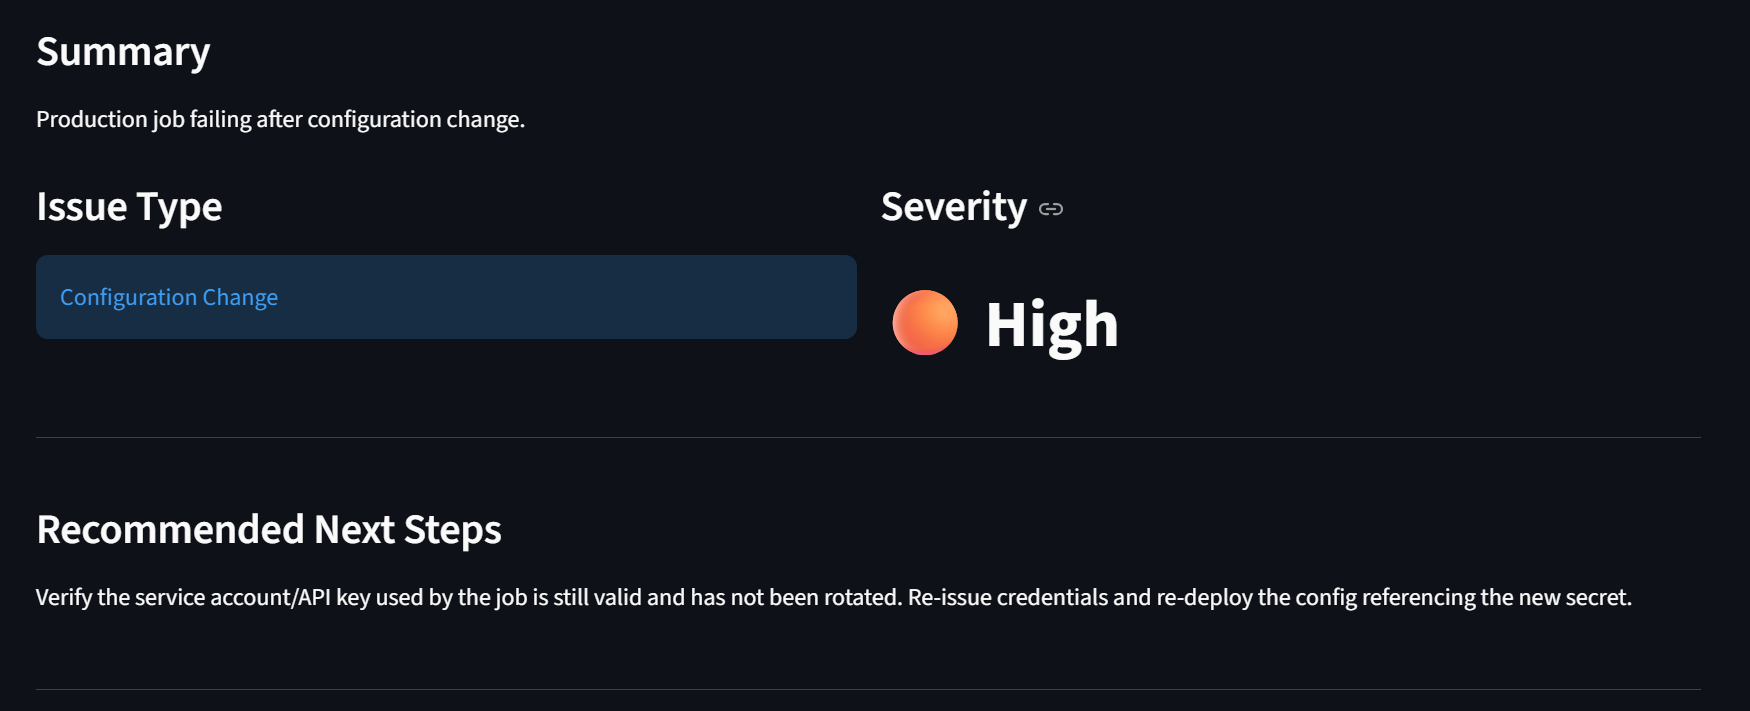 Summary
Production job failing after configuration change.
Issue Type
Configuration Change
Severity
High
Recommended Next Steps
Verify the service account/API key used by the job is still valid and has not been rotated. Re-issue credentials and re-deploy the config referencing the new secret.